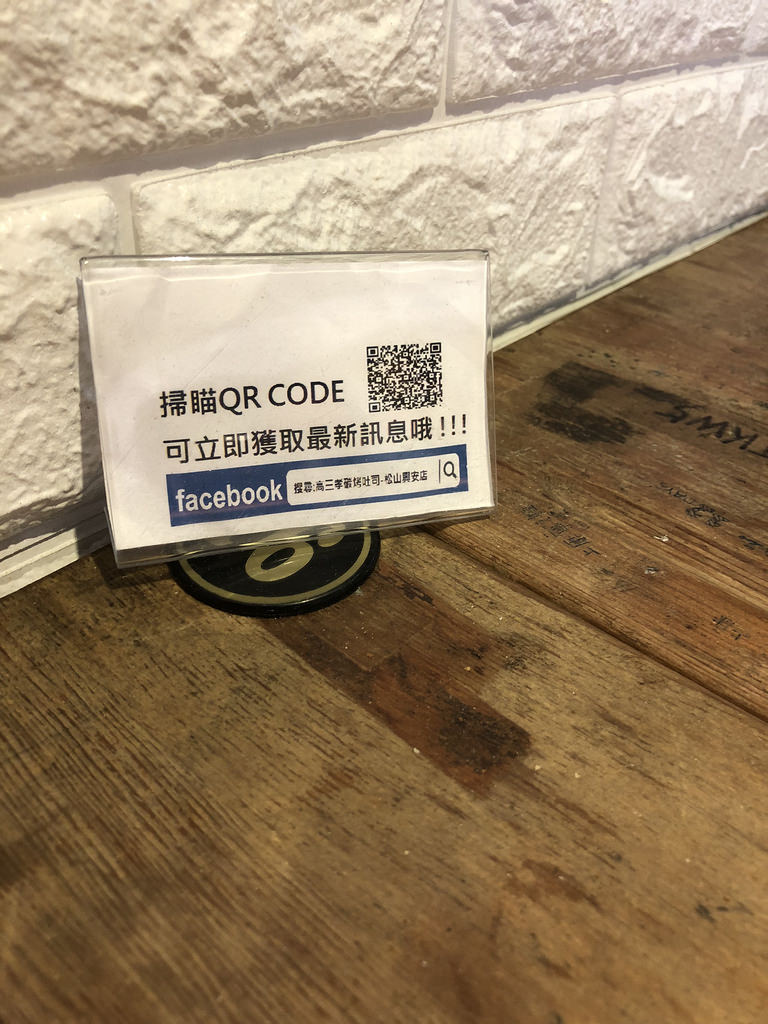 掃瞄QR CODE
可立即獲取最新訊息哦!!!
facebook 搜尋:高三孝碳烤吐司-松山興安店
TKWS